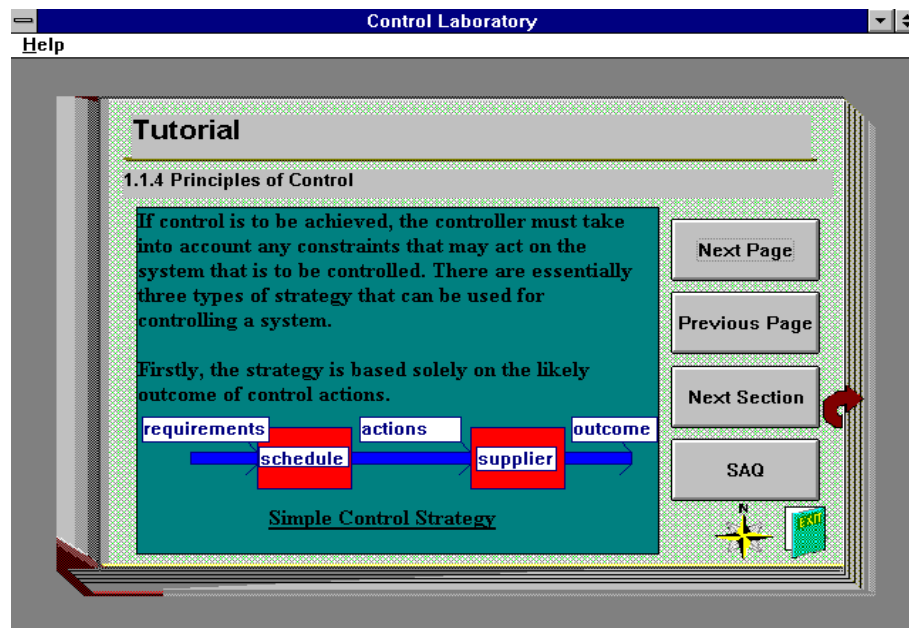 Control Laboratory
Help
Tutorial
1.1.4 Principles of Control
If control is to be achieved, the controller must take
into account any constraints that may act on the
system that is to be controlled. There are essentially
three types of strategy that can be used for
controlling a system.
Firstly, the strategy is based solely on the likely
outcome of control actions.
requirements
actions
outcome
schedule
supplier
Simple Control Strategy
Next Page
Previous Page
Next Section
SAQ
N
EXIT